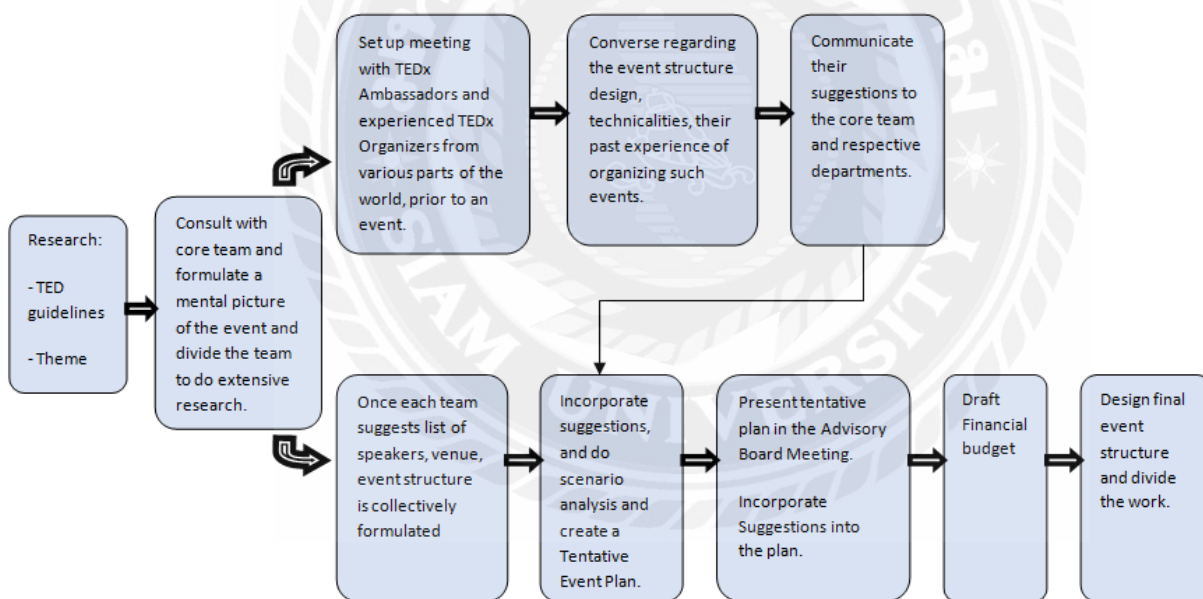 Research:
- TED
guidelines
- Theme
Consult with
core team and
formulate a
mental picture
of the event and
divide the team
to do extensive
research.
Set up meeting
with TEDx
Ambassadors and
experienced TEDx
Organizers from
various parts of the
world, prior to an
event.
Converse regarding
the event structure
design,
technicalities, their
past experience of
organizing such
events.
Communicate
their
suggestions to
the core team
and respective
departments.
Once each team
suggests list of
speakers, venue,
event structure
is collectively
formulated
Incorporate
suggestions,
and do
scenario
analysis and
create a
Tentative
Event Plan.
Present tentative
plan in the Advisory
Board Meeting.
Incorporate
Suggestions into
the plan.
Draft
Financial
budget
Design final
event
structure
and divide
the work.
SIAM UNIVERSITY